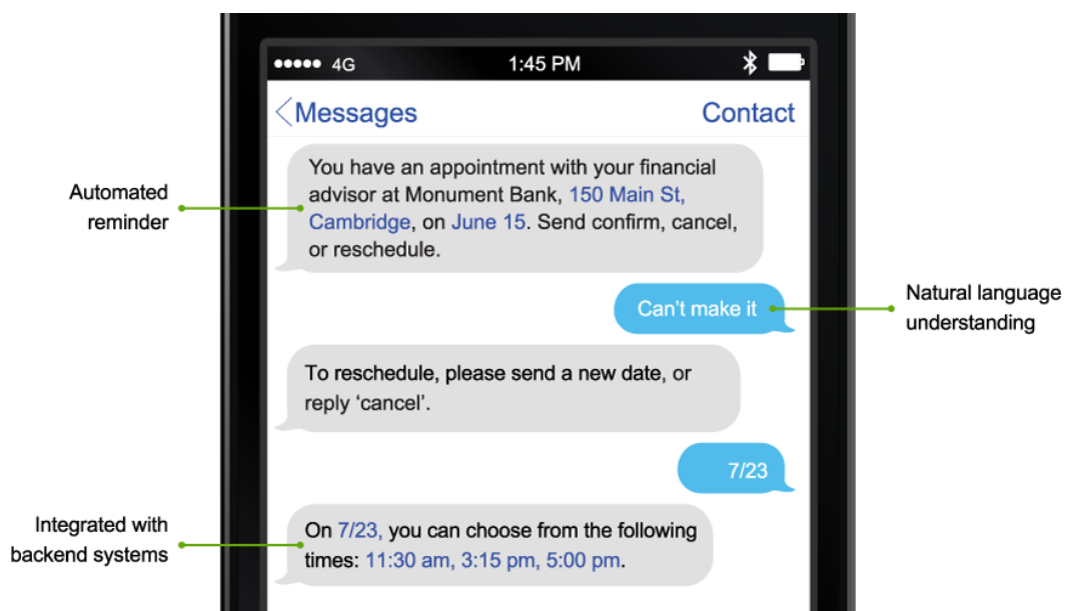 4G 1:45 PM
Messages Contact
You have an appointment with your financial
advisor at Monument Bank, 150 Main St,
Cambridge, on June 15. Send confirm, cancel,
or reschedule.
Automated
reminder
Can't make it
Natural language
understanding
To reschedule, please send a new date, or
reply ‘cancel’.
7/23
Integrated with
backend systems
On 7/23, you can choose from the following
times: 11:30 am, 3:15 pm, 5:00 pm.